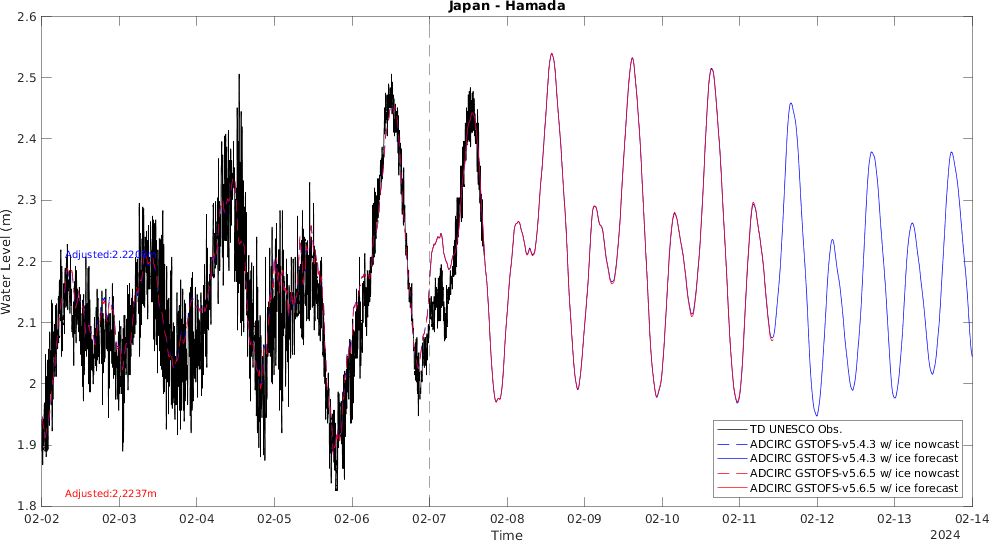 Japan - Hamada
2.6
2.5
2.4
2.3
2.2
2.1
2
1.9
1.8
Water Level (m)
Adjusted:2.220
Adjusted:2.2237m
TD UNESCO Obs.
ADCIRC GSTOFS-v5.4.3 w/ ice nowcast
ADCIRC GSTOFS-v5.4.3 w/ ice forecast
ADCIRC GSTOFS-v5.6.5 w/ ice nowcast
ADCIRC GSTOFS-v5.6.5 w/ ice forecast
02-02 02-03 02-04 02-05 02-06 02-07 02-08 02-09 02-10 02-11 02-12 02-13 02-14
Time
2024